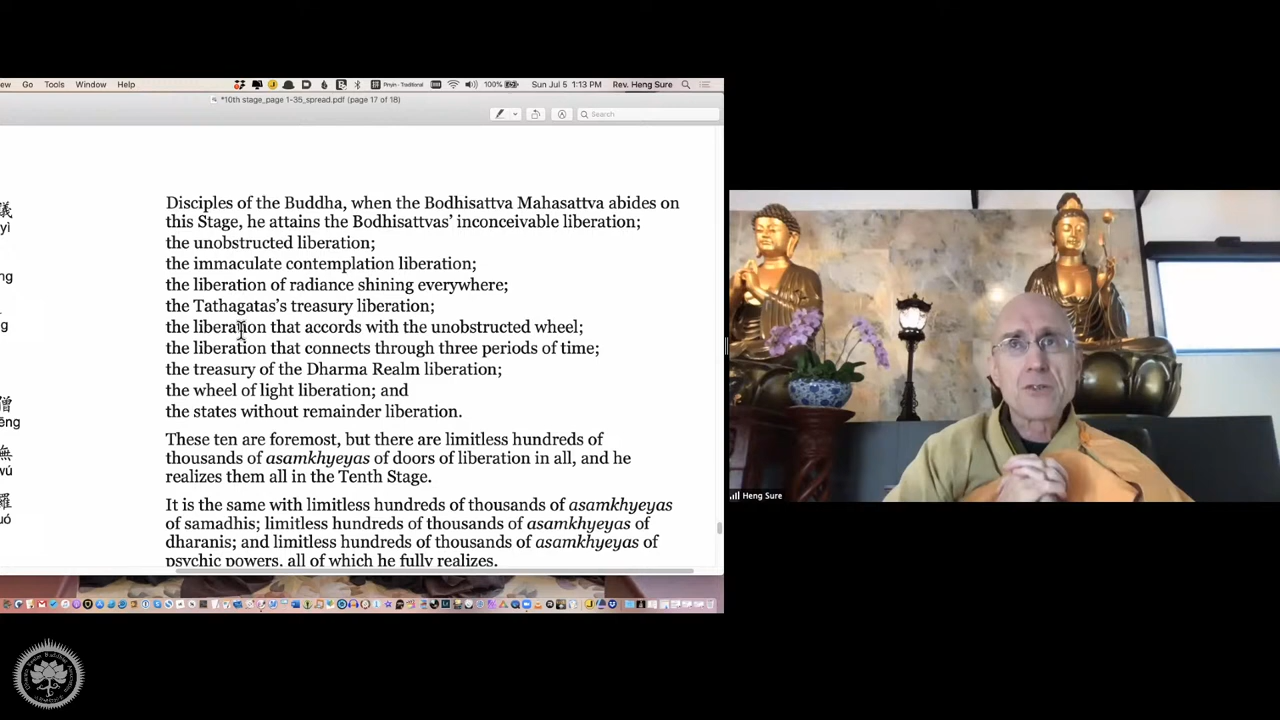 ew Go Tools Window Help
Pinyin - Traditional 100% Sun Jul 5 1:13 PM Rev. Heng Sure
*10th stage_page 1-35_spread.pdf (page 17 of 18)
Search
議
yì
ng
g
僧
ēng
無
wú
羅
uó
Disciples of the Buddha, when the Bodhisattva Mahasattva abides on
this Stage, he attains the Bodhisattvas’ inconceivable liberation;
the unobstructed liberation;
the immaculate contemplation liberation;
the liberation of radiance shining everywhere;
the Tathagatas’s treasury liberation;
the liberation that accords with the unobstructed wheel;
the liberation that connects through three periods of time;
the treasury of the Dharma Realm liberation;
the wheel of light liberation; and
the states without remainder liberation.
These ten are foremost, but there are limitless hundreds of
thousands of asamkhyeyas of doors of liberation in all, and he
realizes them all in the Tenth Stage.
It is the same with limitless hundreds of thousands of asamkhyeyas
of samadhis; limitless hundreds of thousands of asamkhyeyas of
dharanis; and limitless hundreds of thousands of asamkhyeyas of
psychic powers, all of which he fully realizes.
Heng Sure